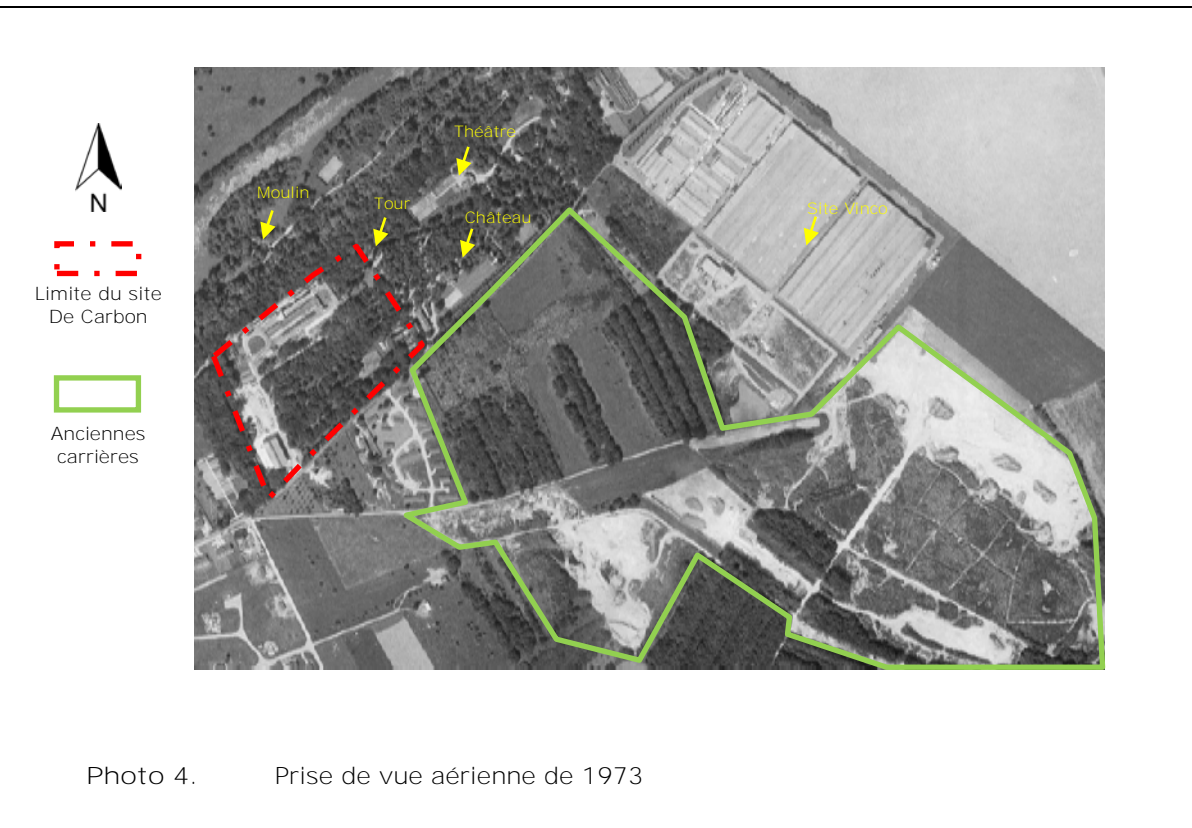 Théâtre
Moulin
Tour
Château
Site Vinco
N
Limite du site
De Carbon
Anciennes
carrières
Photo 4. Prise de vue aérienne de 1973